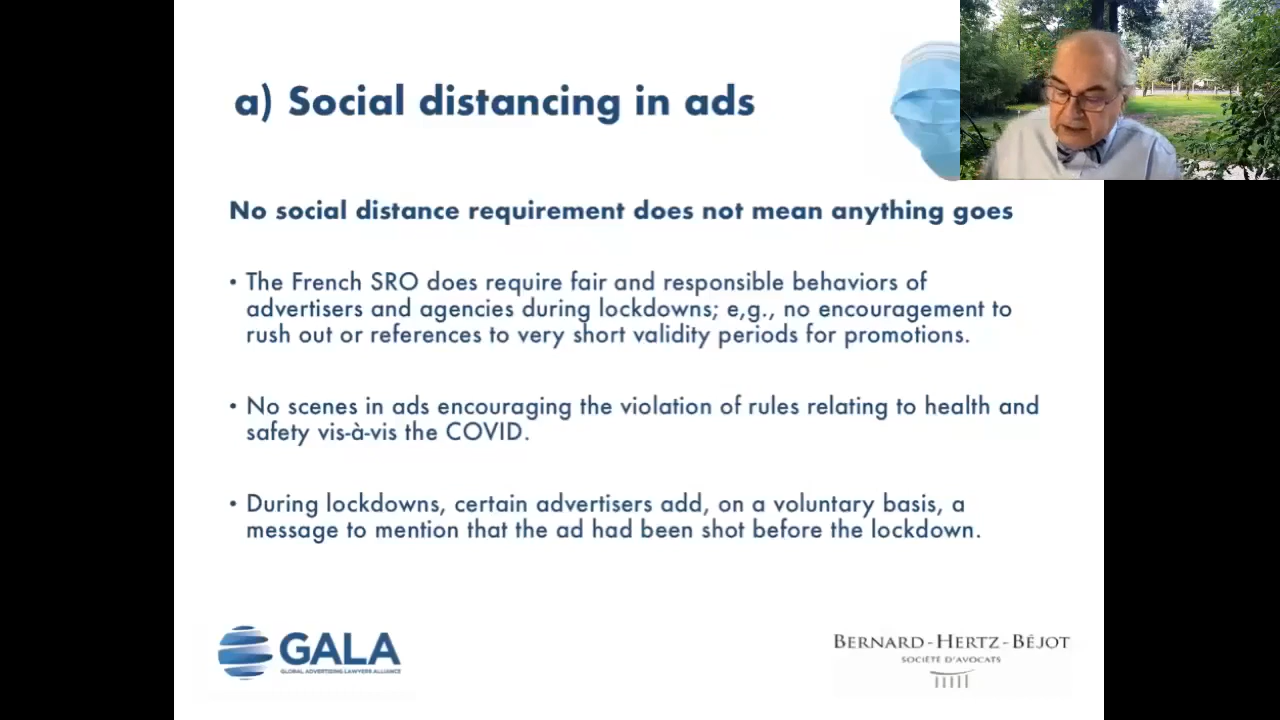 a) Social distancing in ads
No social distance requirement does not mean anything goes
• The French SRO does require fair and responsible behaviors of
advertisers and agencies during lockdowns; e,g., no encouragement to
rush out or references to very short validity periods for promotions.
• No scenes in ads encouraging the violation of rules relating to health and
safety vis-à-vis the COVID.
• During lockdowns, certain advertisers add, on a voluntary basis, a
message to mention that the ad had been shot before the lockdown.
GALA
GLOBAL ADVERTISING LAWYERS ALLIANCE
BERNARD-HERTZ-BÉJOT
SOCIÉTÉ D'AVOCATS